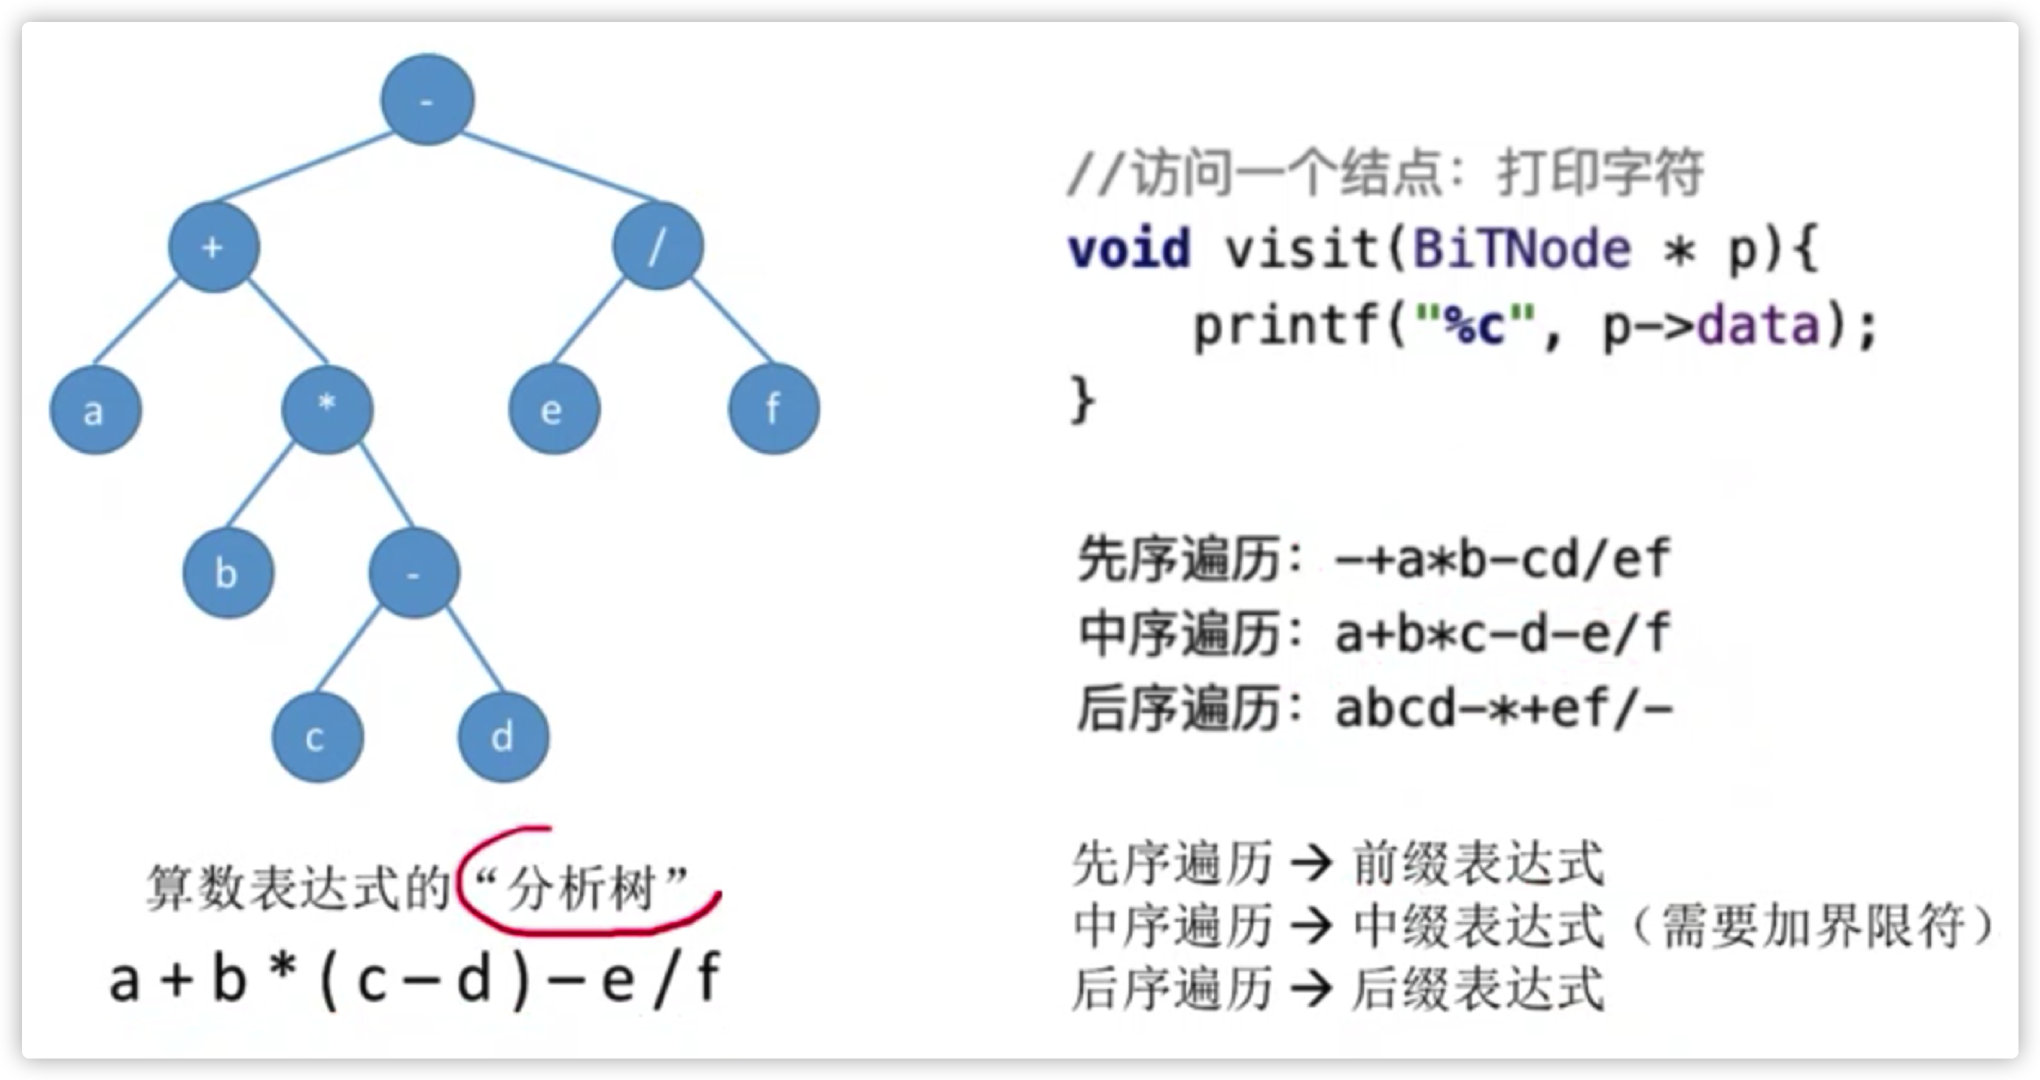 -
+ /
a * e f
b -
c d
算数表达式的“分析树”
a+b*(c-d)-e/f
//访问一个结点：打印字符
void visit(BiTNode * p){
printf("%c", p->data);
}
先序遍历：-+a*b-cd/ef
中序遍历：a+b*c-d-e/f
后序遍历：abcd-*+ef/-
先序遍历→前缀表达式
中序遍历→中缀表达式（需要加界限符）
后序遍历→后缀表达式